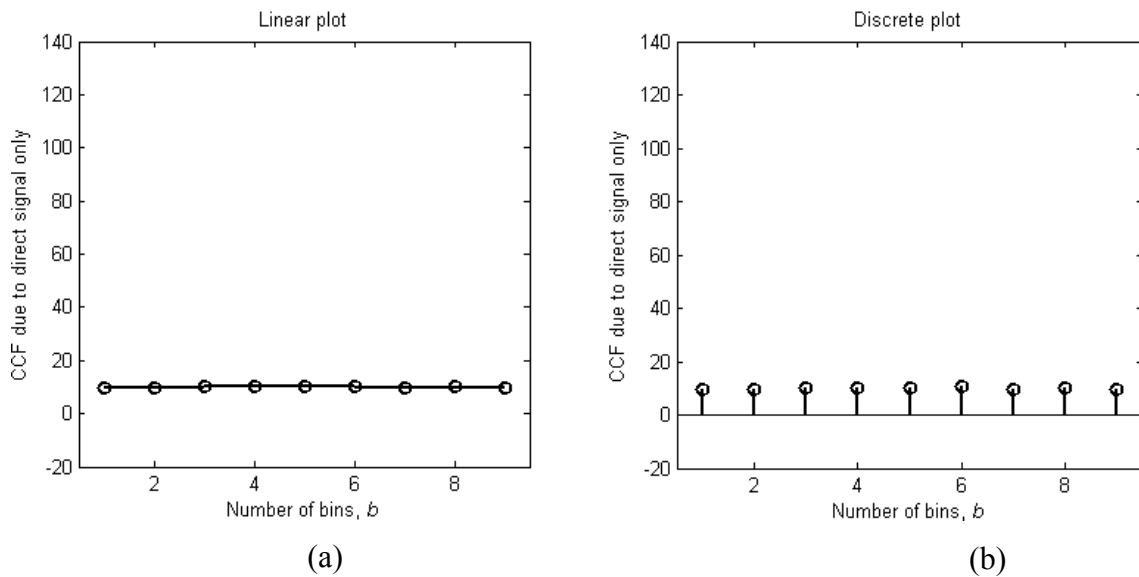 Linear plot
140
120
100
80
60
40
20
0
-20
CCF due to direct signal only
2 4 6 8
Number of bins, b
(a)
Discrete plot
140
120
100
80
60
40
20
0
-20
CCF due to direct signal only
2 4 6 8
Number of bins, b
(b)